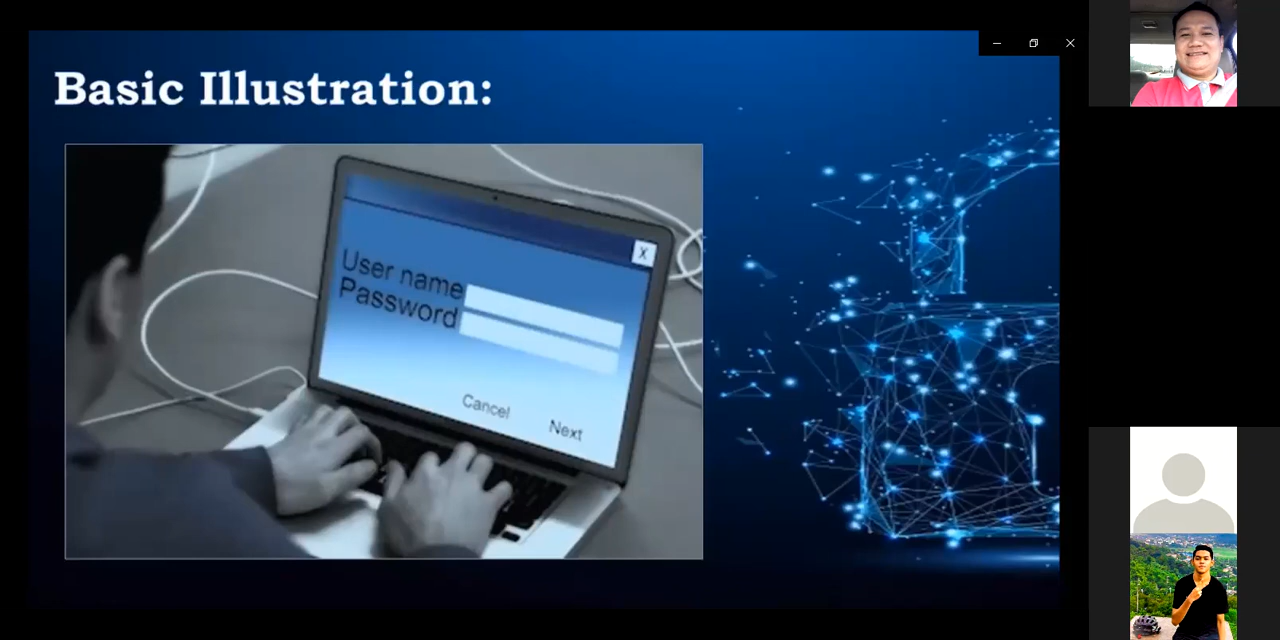 Basic Illustration:
X
User name
Password
Cancel
Next